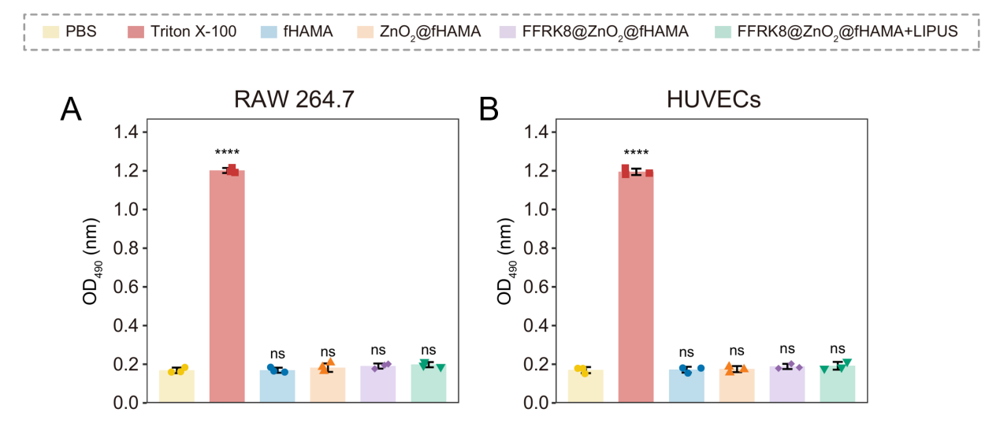 PBS Triton X-100 fHAMA ZnO₂@fHAMA FFRK8@ZnO₂@fHAMA FFRK8@ZnO₂@fHAMA+LIPUS
A RAW 264.7
1.4
1.2
1.0
0.8
0.6
0.4
0.2
0.0
OD₄₉₀ (nm)
****
ns ns ns ns
B HUVECs
1.4
1.2
1.0
0.8
0.6
0.4
0.2
0.0
OD₄₉₀ (nm)
****
ns ns ns ns